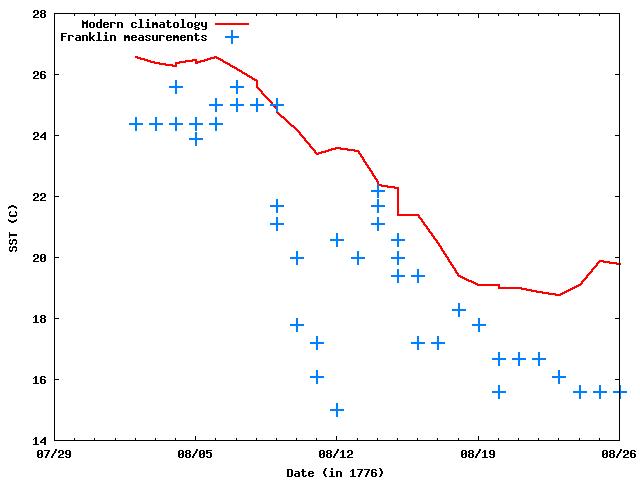 28
Modern climatology
Franklin measurements
26
24
22
SST (C)
20
18
16
14
07/29 08/05 08/12 08/19 08/26
Date (in 1776)